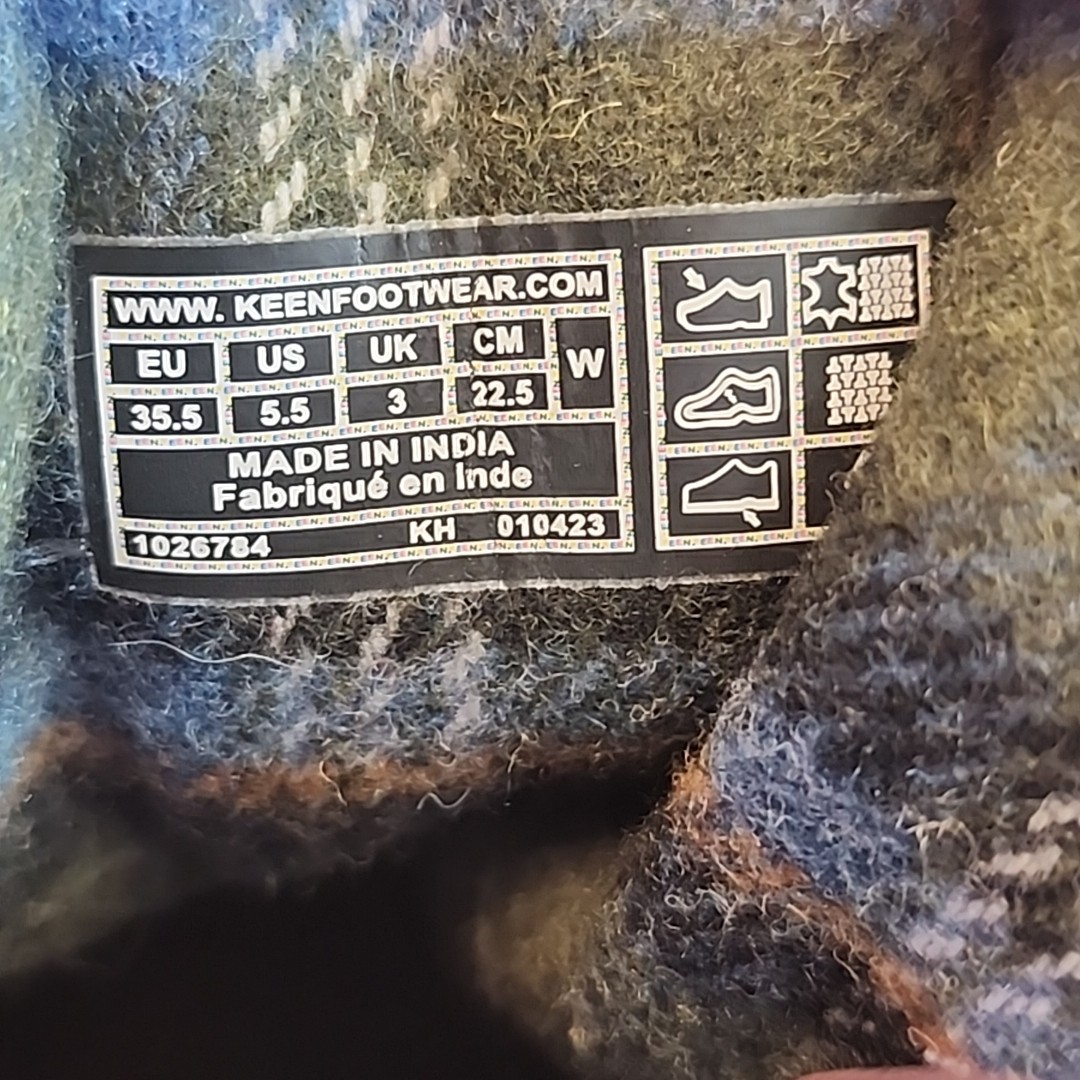 WWW. KEENFOOTWEAR.COM
EU US UK CM W
35.5 5.5 3 22.5
MADE IN INDIA
Fabriqué en Inde
1026784 KH 010423